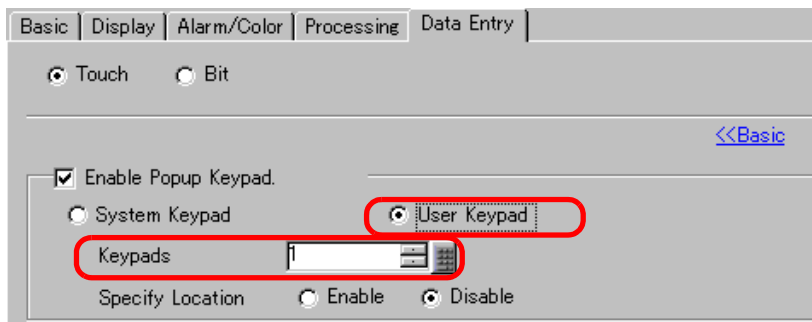 Basic Display Alarm/Color Processing Data Entry
Touch Bit
<<Basic
Enable Popup Keypad.
System Keypad User Keypad
Keypads 1
Specify Location Enable Disable